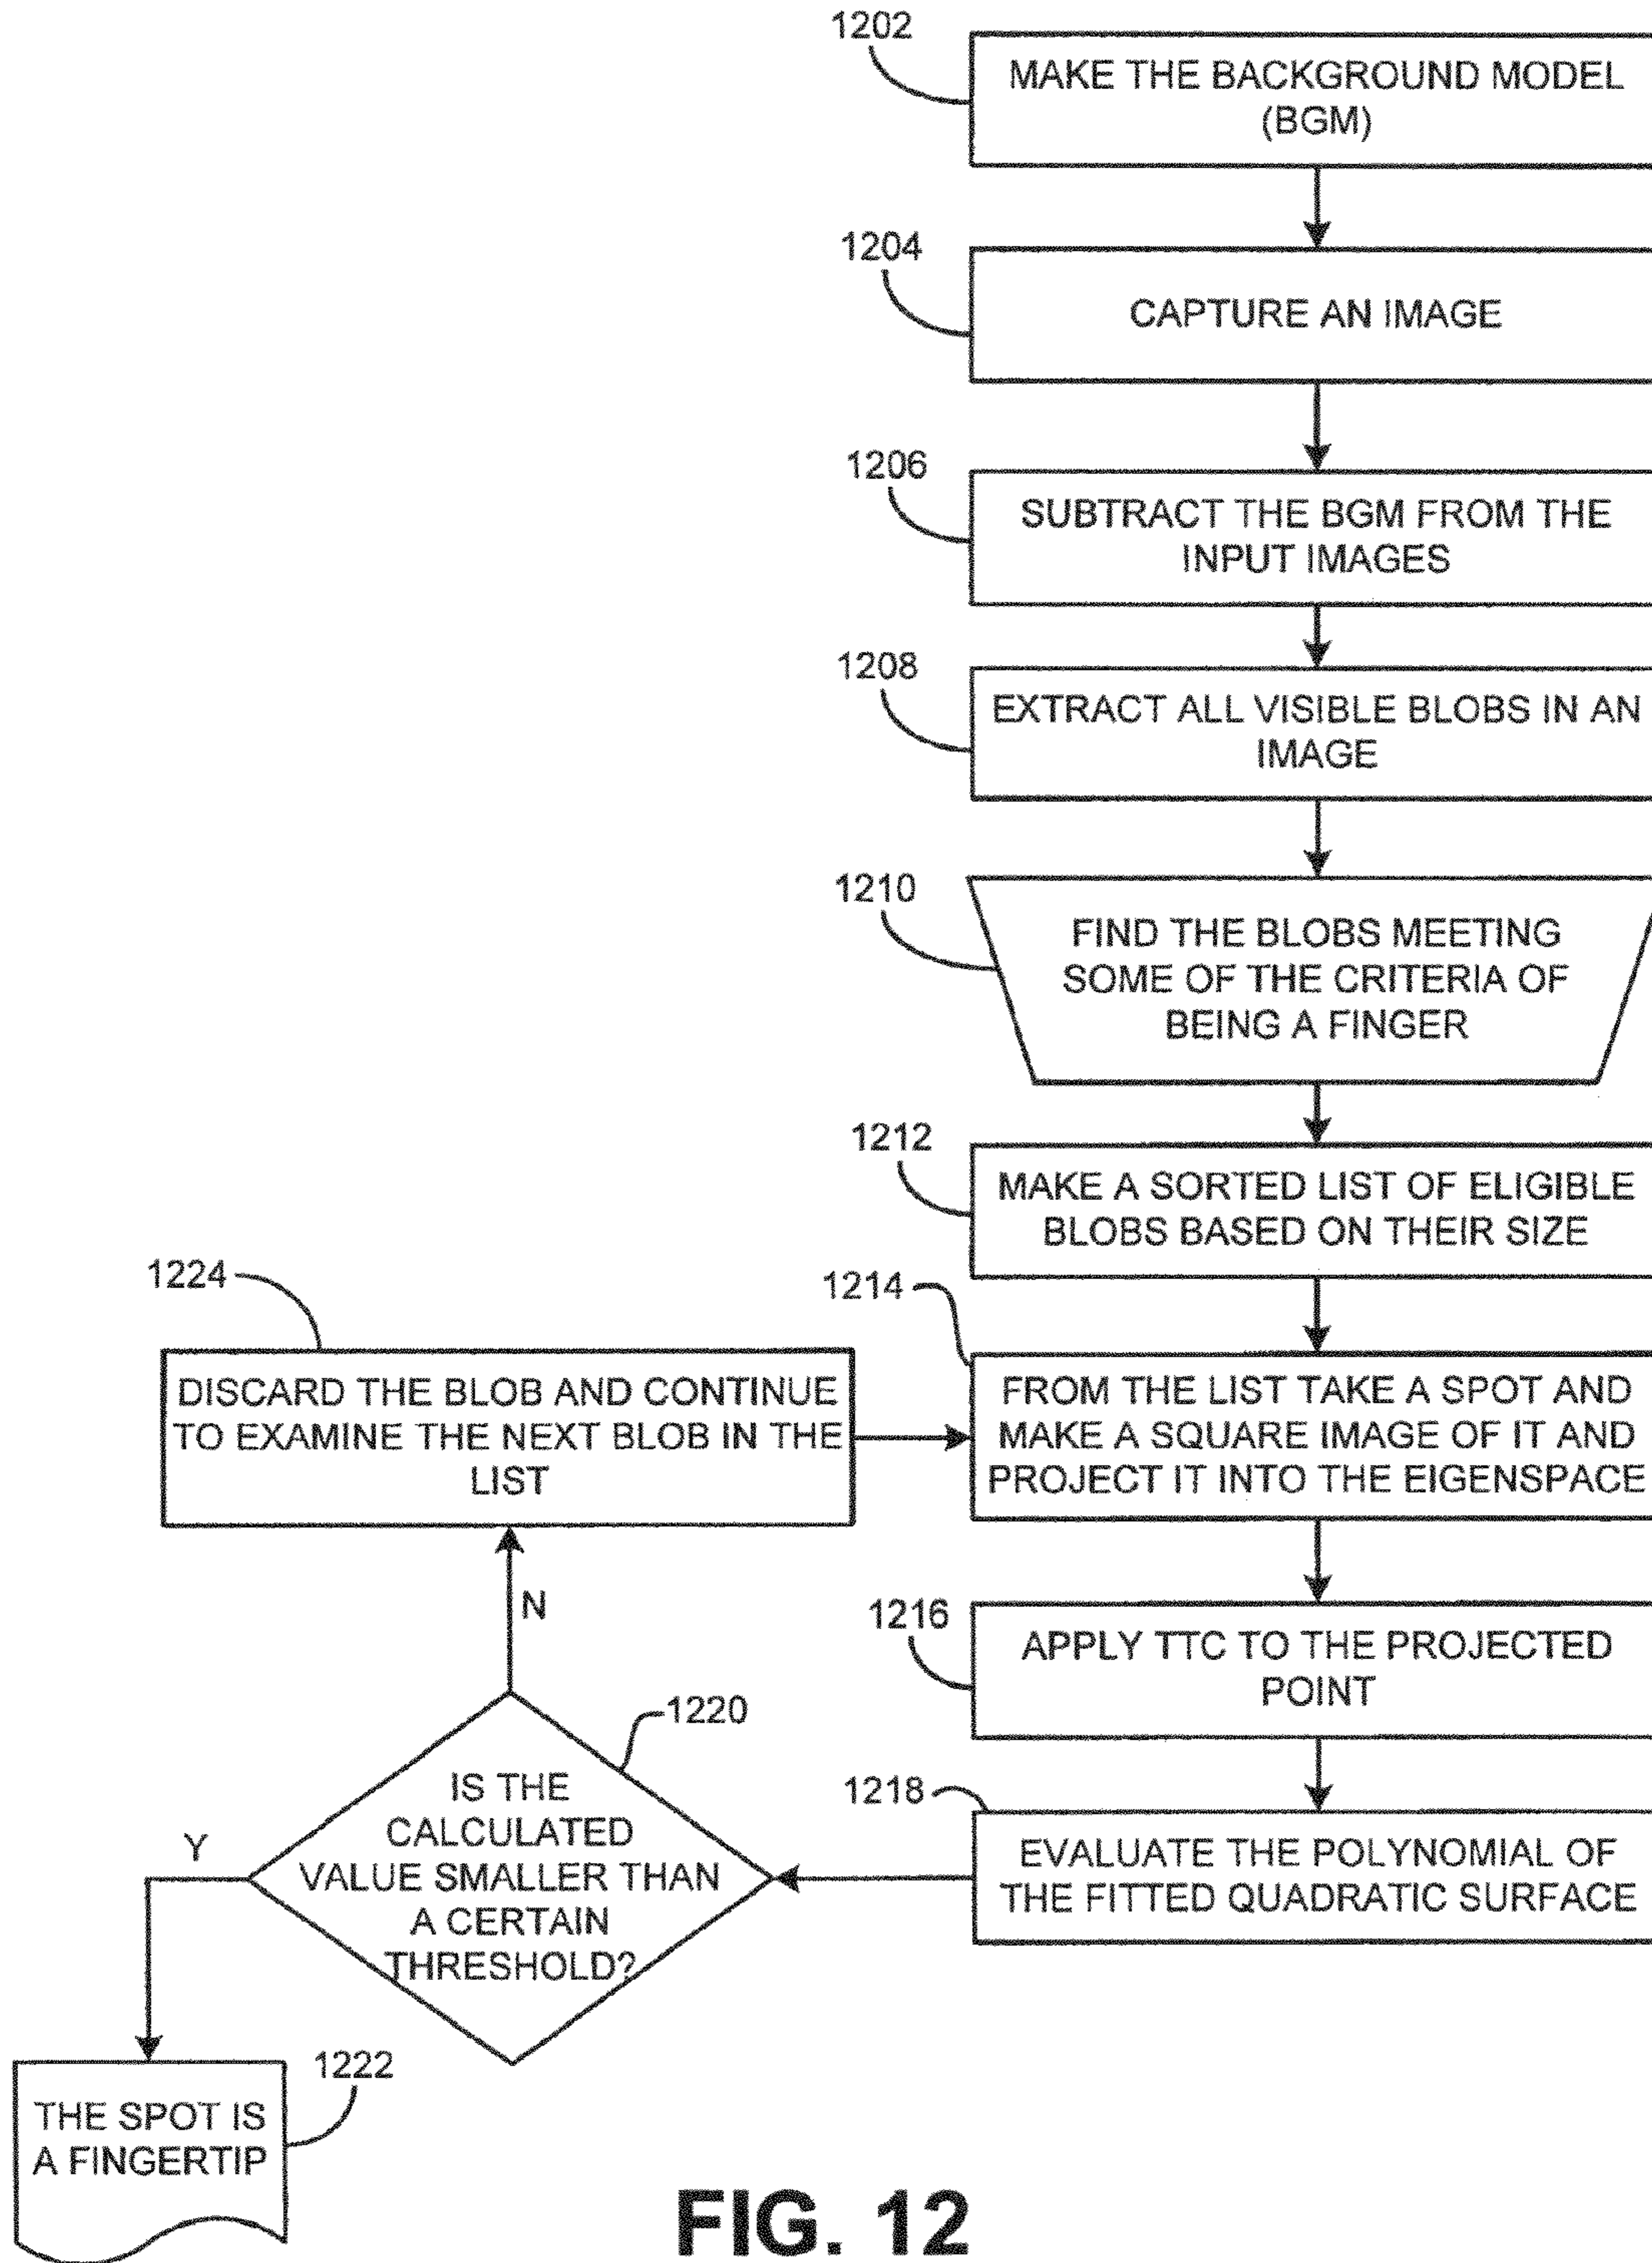 1202
MAKE THE BACKGROUND MODEL
(BGM)
1204
CAPTURE AN IMAGE
1206
SUBTRACT THE BGM FROM THE
INPUT IMAGES
1208
EXTRACT ALL VISIBLE BLOBS IN AN
IMAGE
1210
FIND THE BLOBS MEETING
SOME OF THE CRITERIA OF
BEING A FINGER
1212
MAKE A SORTED LIST OF ELIGIBLE
BLOBS BASED ON THEIR SIZE
1214
FROM THE LIST TAKE A SPOT AND
MAKE A SQUARE IMAGE OF IT AND
PROJECT IT INTO THE EIGENSPACE
1216
APPLY TTC TO THE PROJECTED
POINT
1218
EVALUATE THE POLYNOMIAL OF
THE FITTED QUADRATIC SURFACE
1220
IS THE
CALCULATED
VALUE SMALLER THAN
A CERTAIN
THRESHOLD?
N
1224
DISCARD THE BLOB AND CONTINUE
TO EXAMINE THE NEXT BLOB IN THE
LIST
Y
1222
THE SPOT IS
A FINGERTIP
FIG. 12